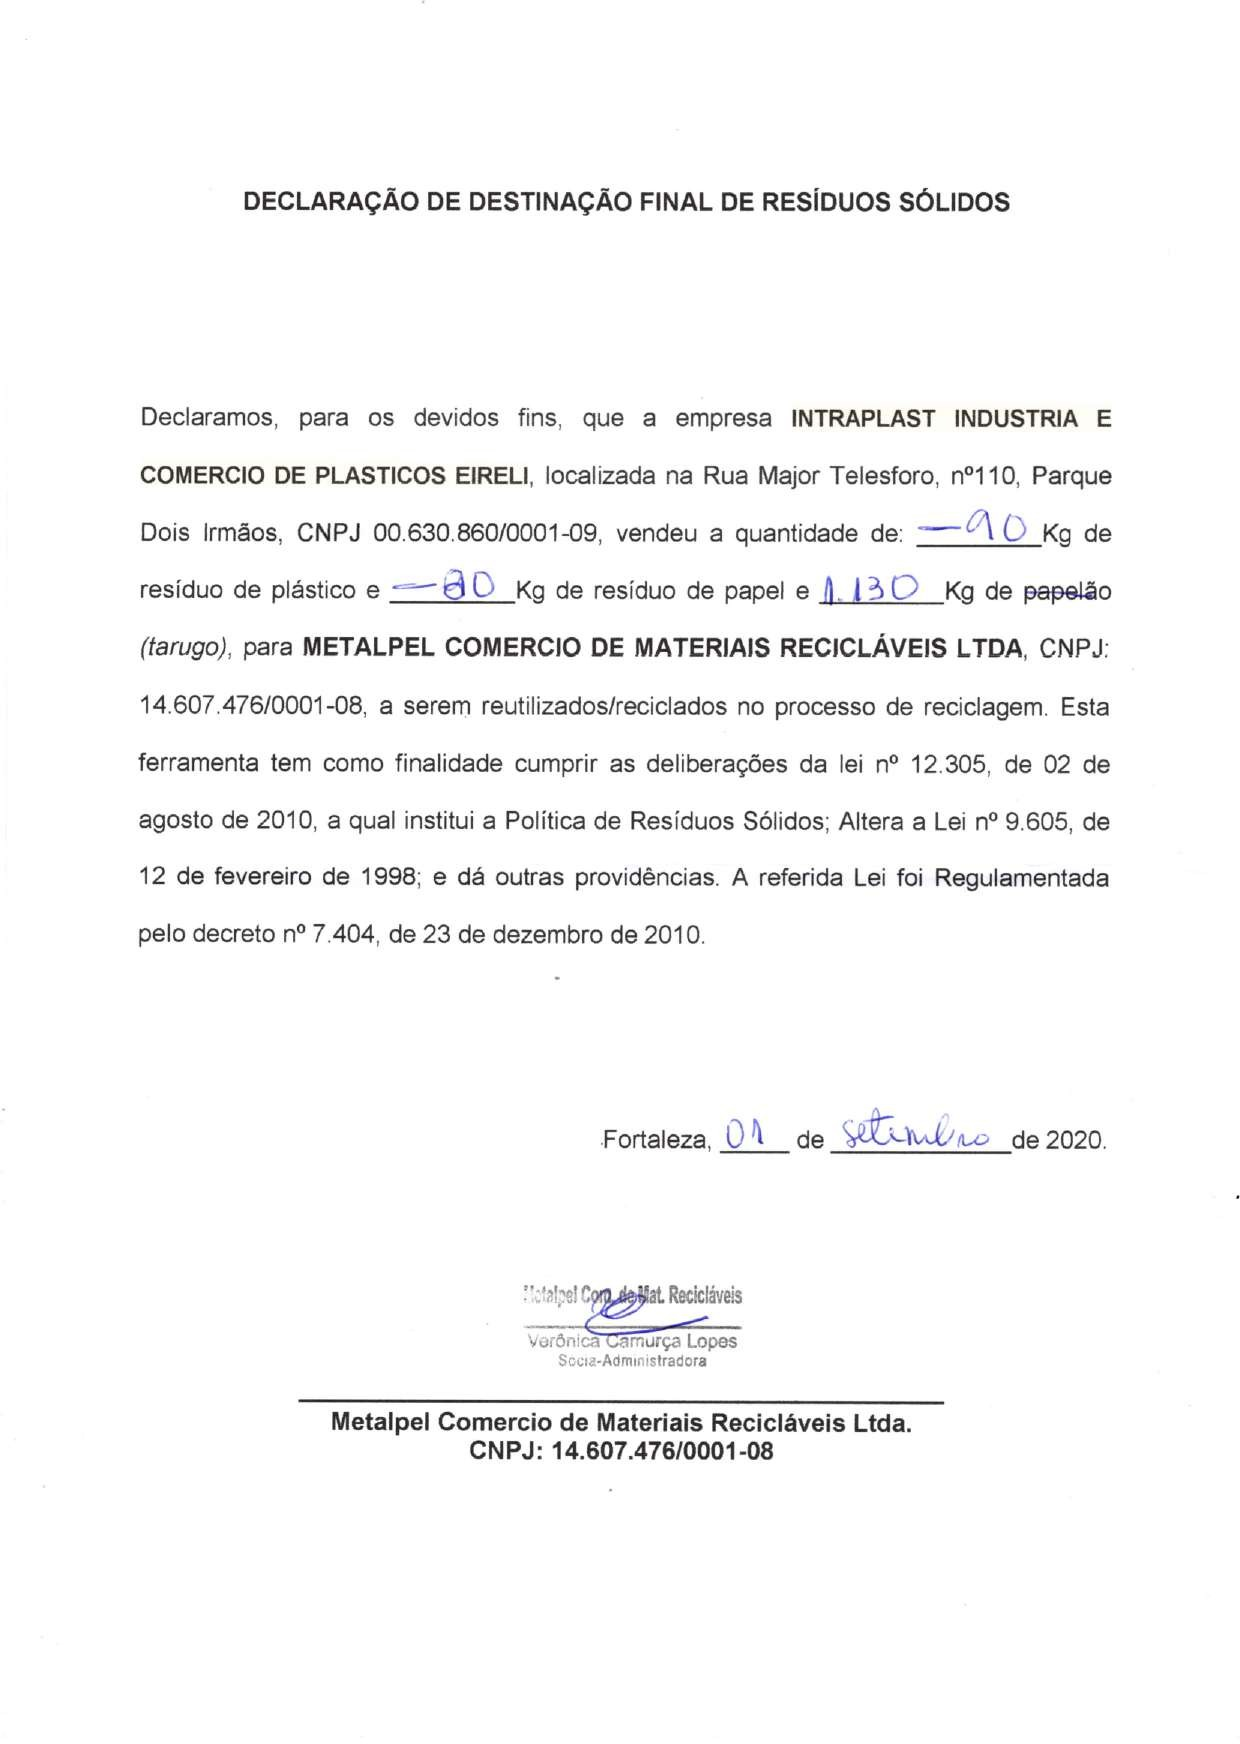 DECLARAÇÃO DE DESTINAÇÃO FINAL DE RESÍDUOS SÓLIDOS
Declaramos, para os devidos fins, que a empresa INTRAPLAST INDUSTRIA E
COMERCIO DE PLASTICOS EIRELI, localizada na Rua Major Telesforo, nº110, Parque
Dois Irmãos, CNPJ 00.630.860/0001-09, vendeu a quantidade de: —90 Kg de
resíduo de plástico e — Kg de resíduo de papel e 1.130 Kg de papelão
(tarugo), para METALPEL COMERCIO DE MATERIAIS RECICLÁVEIS LTDA, CNPJ:
14.607.476/0001-08, a serem reutilizados/reciclados no processo de reciclagem. Esta
ferramenta tem como finalidade cumprir as deliberações da lei nº 12.305, de 02 de
agosto de 2010, a qual institui a Política de Resíduos Sólidos; Altera a Lei nº 9.605, de
12 de fevereiro de 1998; e dá outras providências. A referida Lei foi Regulamentada
pelo decreto nº 7.404, de 23 de dezembro de 2010.
Fortaleza, 01 de setembro de 2020.
Metalpel Com. de Mat. Recicláveis
Verônica Camurça Lopes
Sócia-Administradora
Metalpel Comercio de Materiais Recicláveis Ltda.
CNPJ: 14.607.476/0001-08